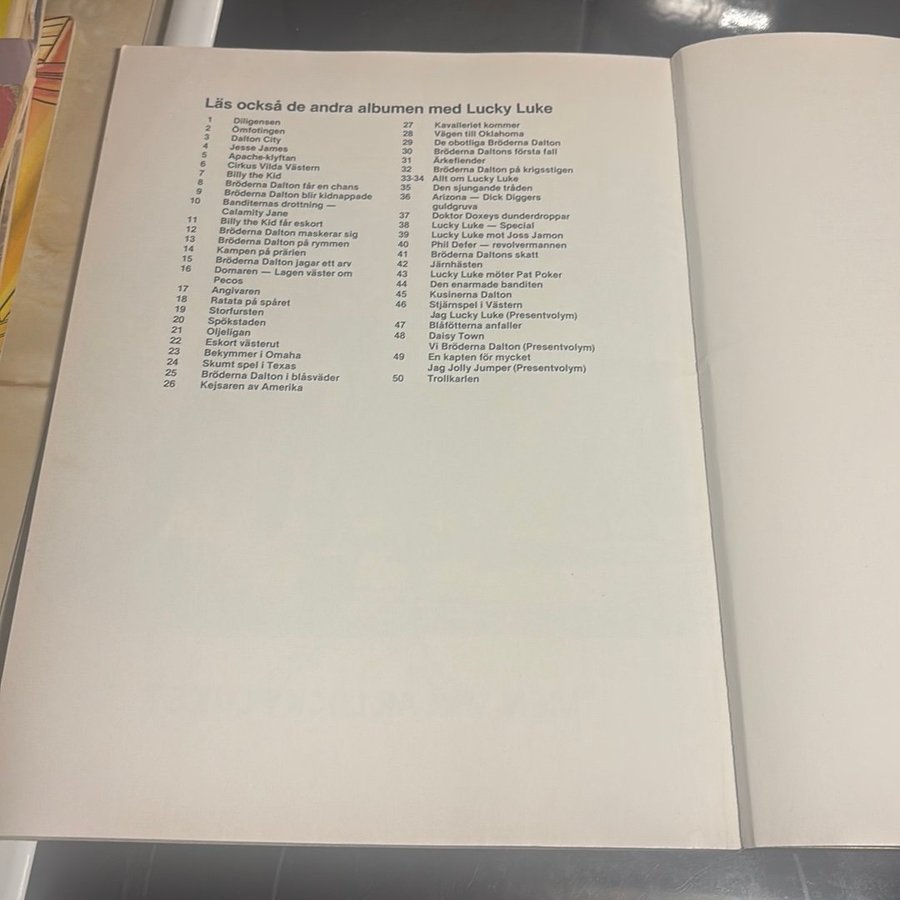 Läs också de andra albumen med Lucky Luke
1 Diligensen
2 Ömfotingen
3 Dalton City
4 Jesse James
5 Apache-klyftan
6 Cirkus Vilda Västern
7 Billy the Kid
8 Bröderna Dalton får en chans
9 Bröderna Dalton blir kidnappade
10 Banditernas drottning —
Calamity Jane
11 Billy the Kid får eskort
12 Bröderna Dalton maskerar sig
13 Bröderna Dalton på rymmen
14 Kampen på prärien
15 Bröderna Dalton jagar ett arv
16 Domaren — Lagen väster om
Pecos
17 Angivaren
18 Ratata på spåret
19 Storfursten
20 Spökstaden
21 Oljeligan
22 Eskort västerut
23 Bekymmer i Omaha
24 Skumt spel i Texas
25 Bröderna Dalton i blåsväder
26 Kejsaren av Amerika
27 Kavalleriet kommer
28 Vägen till Oklahoma
29 De obotliga Bröderna Dalton
30 Bröderna Daltons första fall
31 Ärkefiender
32 Bröderna Dalton på krigsstigen
33-34 Allt om Lucky Luke
35 Den sjungande tråden
36 Arizona — Dick Diggers
guldgruva
37 Doktor Doxeys dunderdroppar
38 Lucky Luke — Special
39 Lucky Luke mot Joss Jamon
40 Phil Defer — revolvermannen
41 Bröderna Daltons skatt
42 Järnhästen
43 Lucky Luke möter Pat Poker
44 Den enarmade banditen
45 Kusinerna Dalton
46 Stjärnspel i Västern
Jag Lucky Luke (Presentvolym)
47 Blåfötterna anfaller
48 Daisy Town
Vi Bröderna Dalton (Presentvolym)
49 En kapten för mycket
Jag Jolly Jumper (Presentvolym)
50 Trollkarlen